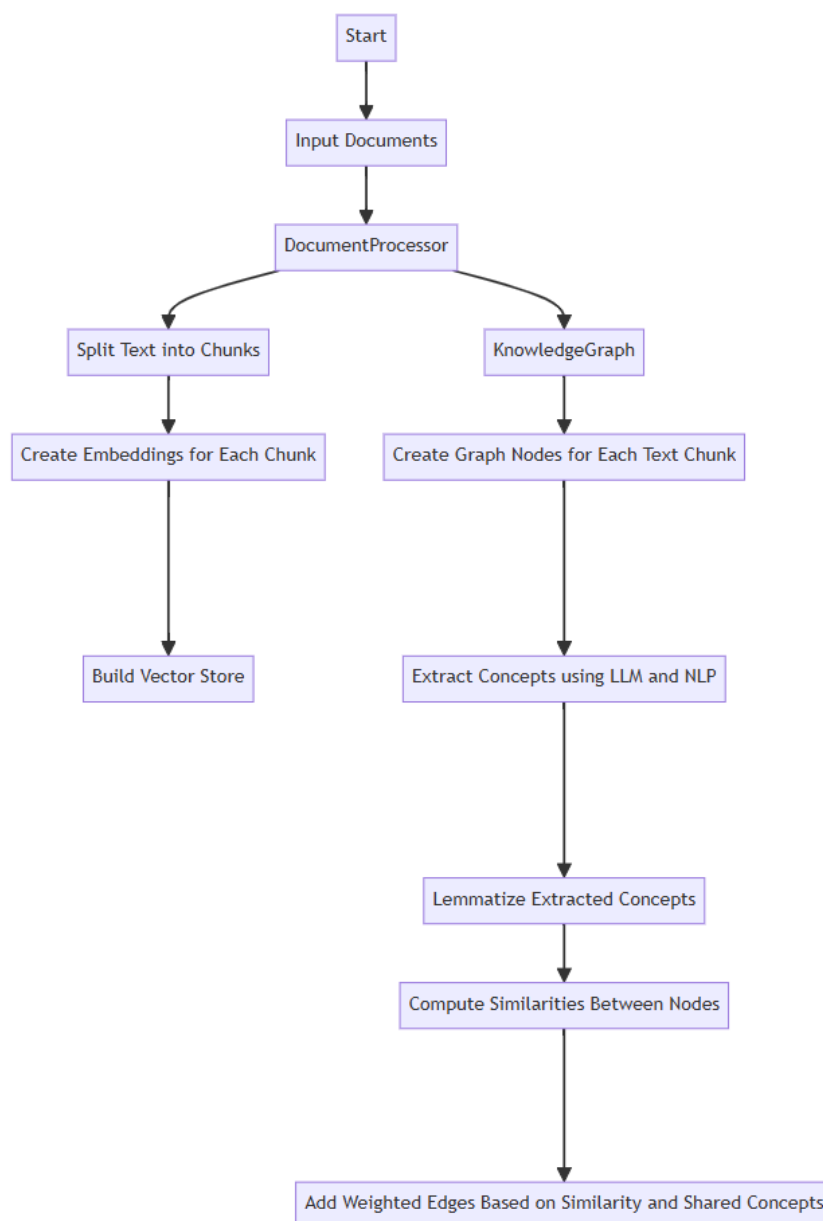 Start
Input Documents
DocumentProcessor
Split Text into Chunks
KnowledgeGraph
Create Embeddings for Each Chunk
Create Graph Nodes for Each Text Chunk
Build Vector Store
Extract Concepts using LLM and NLP
Lemmatize Extracted Concepts
Compute Similarities Between Nodes
Add Weighted Edges Based on Similarity and Shared Concepts